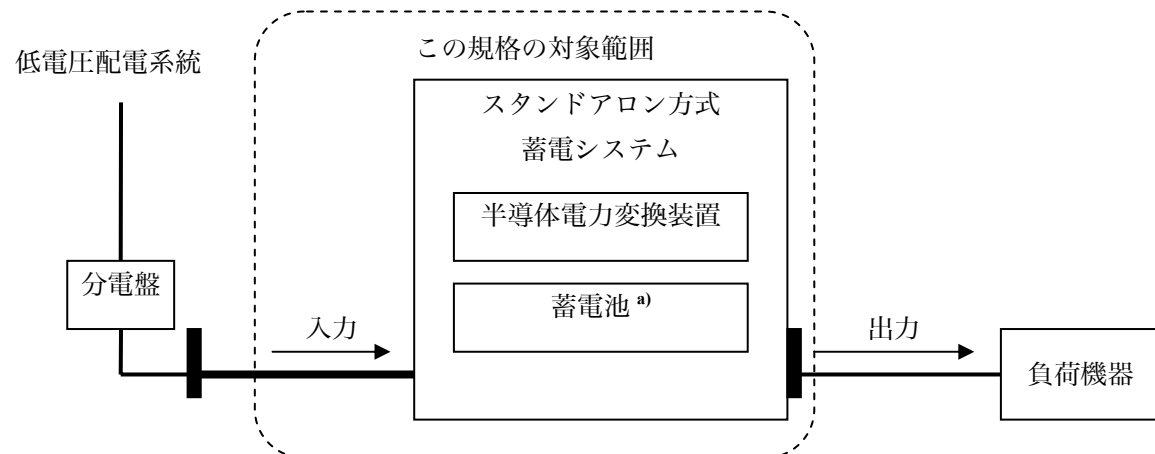 この規格の対象範囲
低電圧配電系統
スタンドアロン方式
蓄電システム
半導体電力変換装置
分電盤
蓄電池 a)
入力
出力
負荷機器